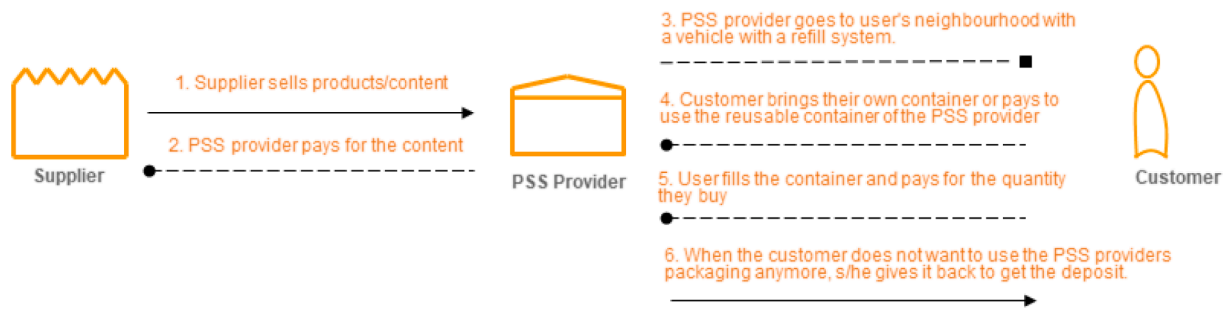 3. PSS provider goes to user's neighbourhood with
a vehicle with a refill system.
1. Supplier sells products/content
4. Customer brings their own container or pays to
use the reusable container of the PSS provider
2. PSS provider pays for the content
Supplier
PSS Provider
5. User fills the container and pays for the quantity
they buy
Customer
6. When the customer does not want to use the PSS providers
packaging anymore, s/he gives it back to get the deposit.